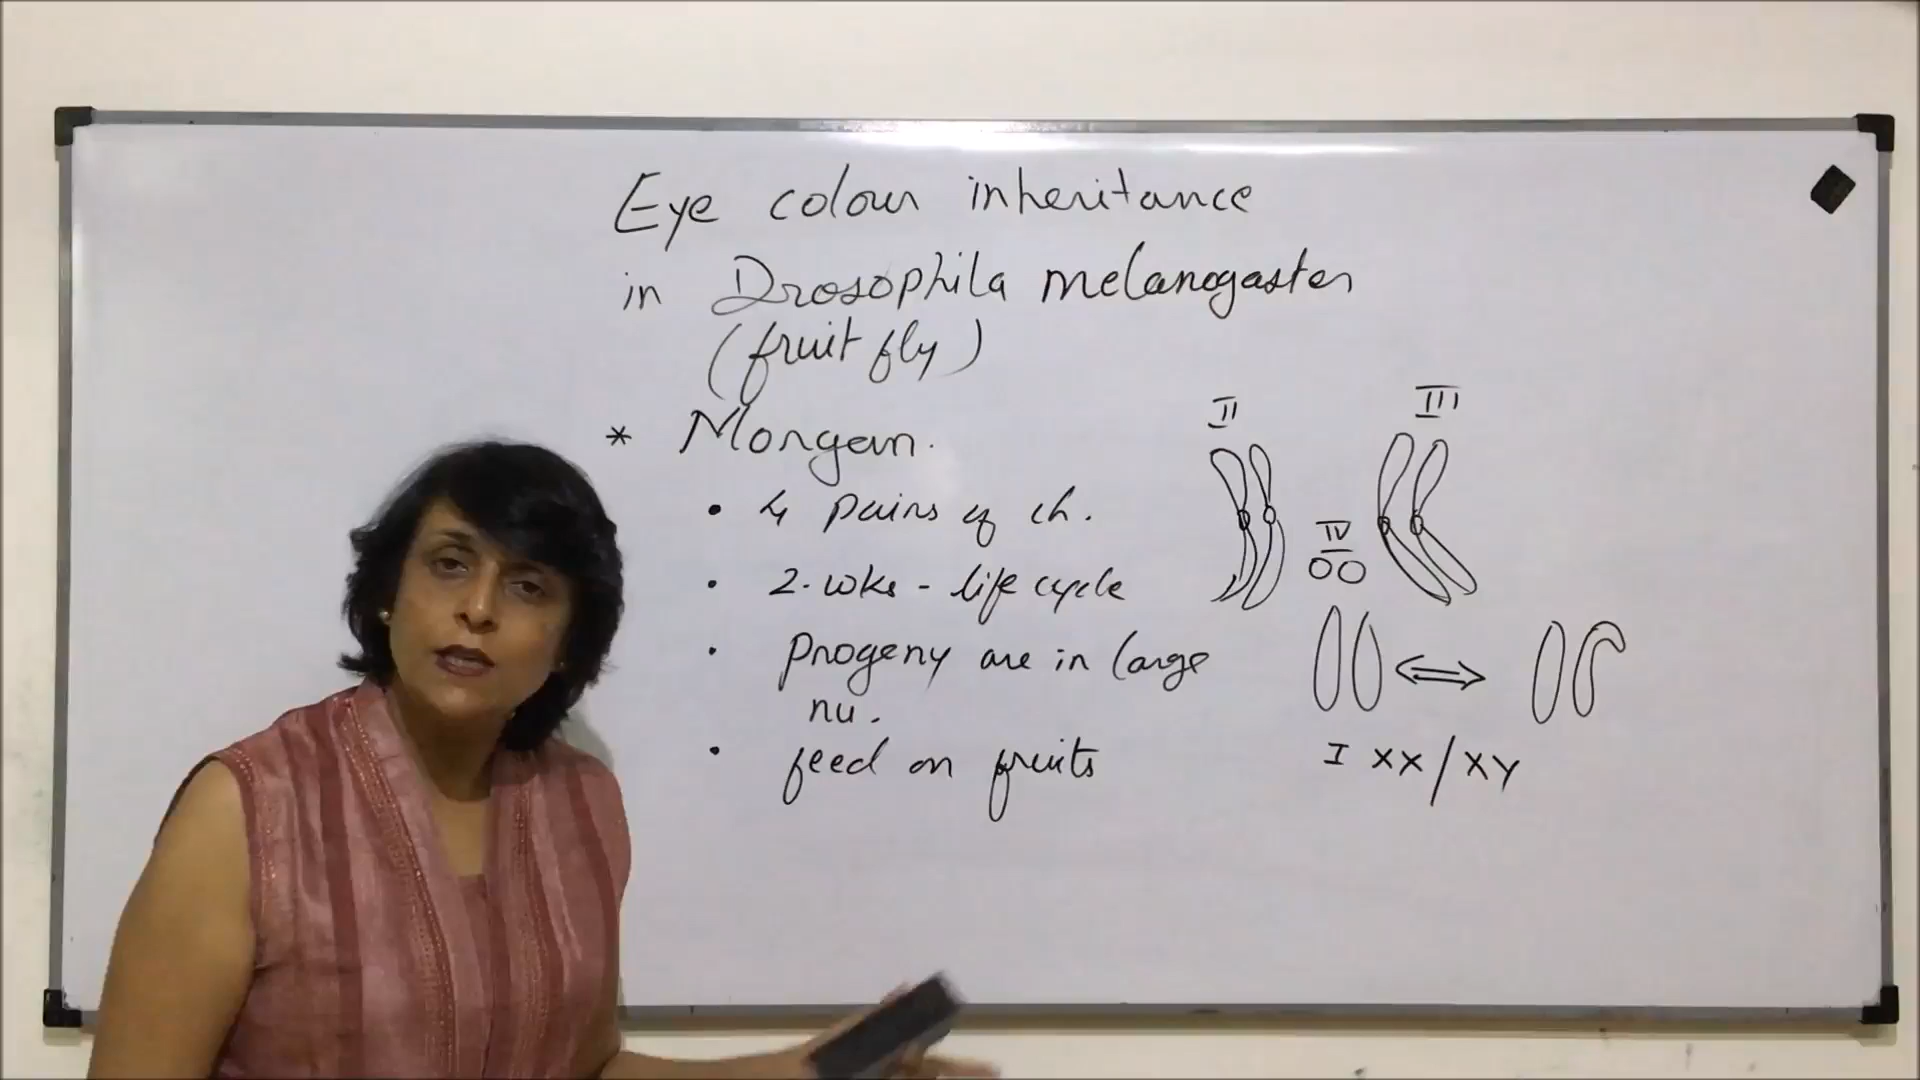 Eye colour inheritance
in Drosophila melanogaster
(fruit fly)
* Morgan.
• 4 pairs of ch.
• 2-wks - life cycle
• Progeny are in large
nu.
• feed on fruits
II
III
IV
I XX/XY